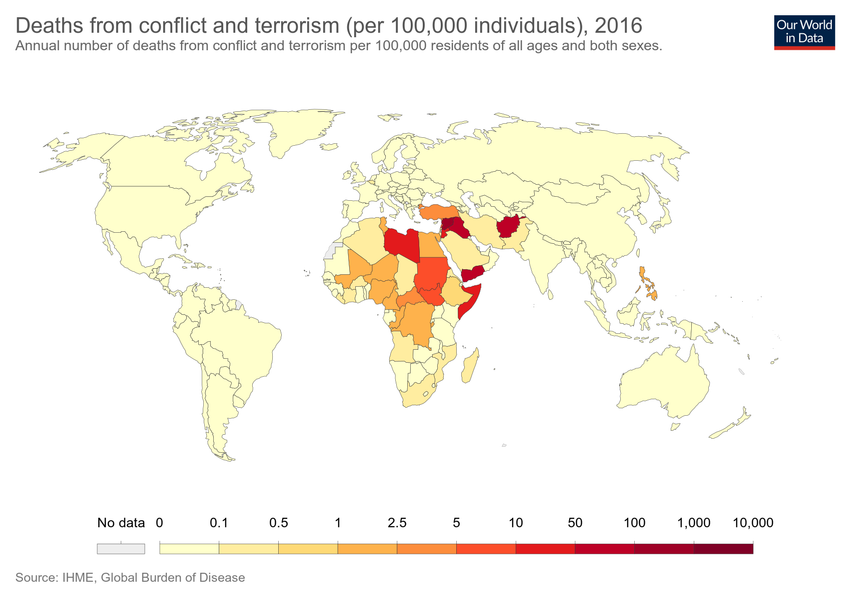 Deaths from conflict and terrorism (per 100,000 individuals), 2016
Annual number of deaths from conflict and terrorism per 100,000 residents of all ages and both sexes.
Our World
in Data
No data 0 0.1 0.5 1 2.5 5 10 50 100 1,000 10,000
Source: IHME, Global Burden of Disease